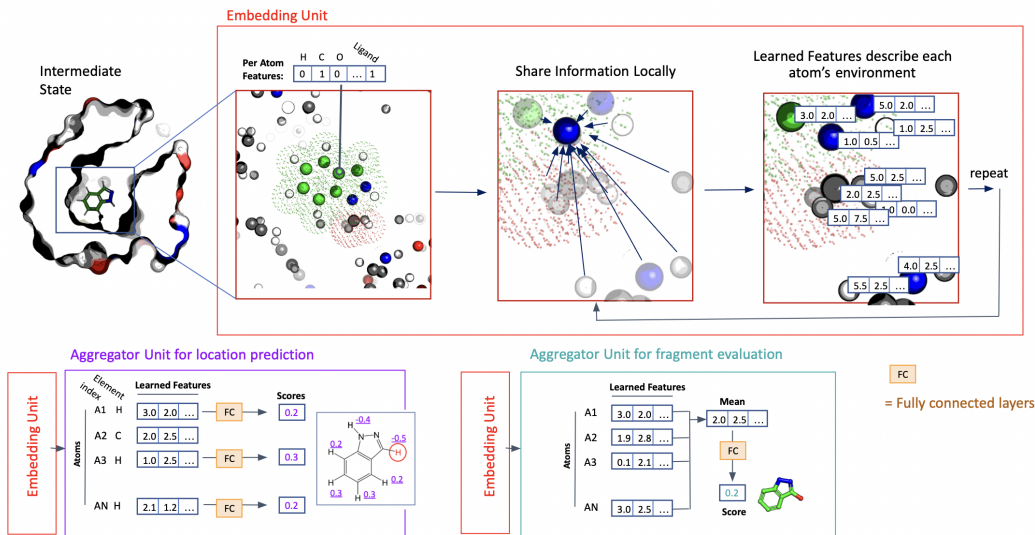 Embedding Unit
Intermediate
State
H C O Ligand
Per Atom
Features:
0 1 0 ... 1
Share Information Locally
Learned Features describe each
atom's environment
3.0 2.0 ...
5.0 2.0 ...
1.0 2.5 ...
1.0 0.5 ...
5.0 2.5 ...
2.0 2.5 ...
0.0 ...
5.0 7.5 ...
4.0 2.5 ...
5.5 2.5 ...
repeat
Aggregator Unit for location prediction
Embedding Unit
Element
index
Atoms
Learned Features
Scores
A1 H 3.0 2.0 ... FC 0.2
A2 C 2.0 2.5 ...
A3 H 1.0 2.5 ... FC 0.3
AN H 2.1 1.2 ... FC 0.2
-0.4
H
N
N
-0.5
H
0.2
H
0.2
H
H
0.3
H
0.3
Aggregator Unit for fragment evaluation
Embedding Unit
Atoms
Learned Features
A1 3.0 2.0 ...
A2 1.9 2.8 ...
A3 0.1 2.1 ...
AN 3.0 2.5 ...
Mean
2.0 2.5 ...
FC
0.2
Score
FC
= Fully connected layers